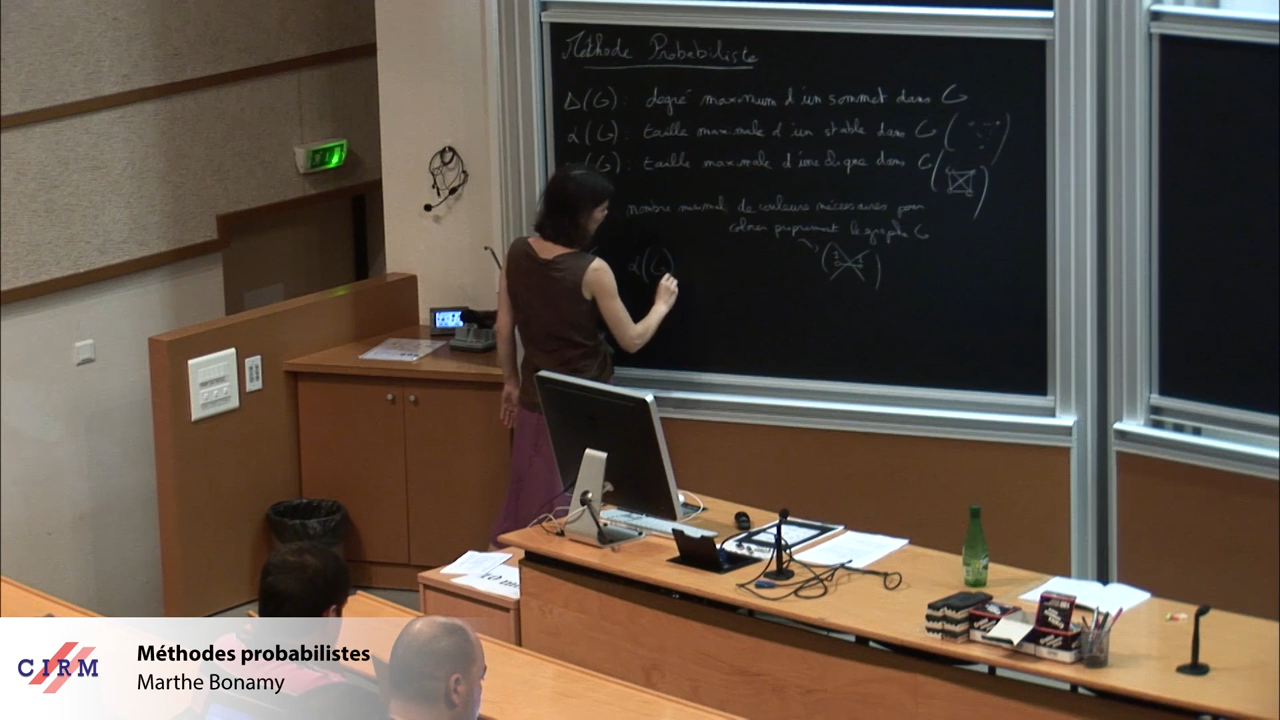 Méthode Probabiliste
Δ(G) : degré maximum d'un sommet dans G
α(G) : taille maximale d'un stable dans G
(G) : taille maximale d'une clique dans G
nombre minimal de couleurs nécessaires pour
colorer proprement le graphe G
α(G)
CIRM
Méthodes probabilistes
Marthe Bonamy